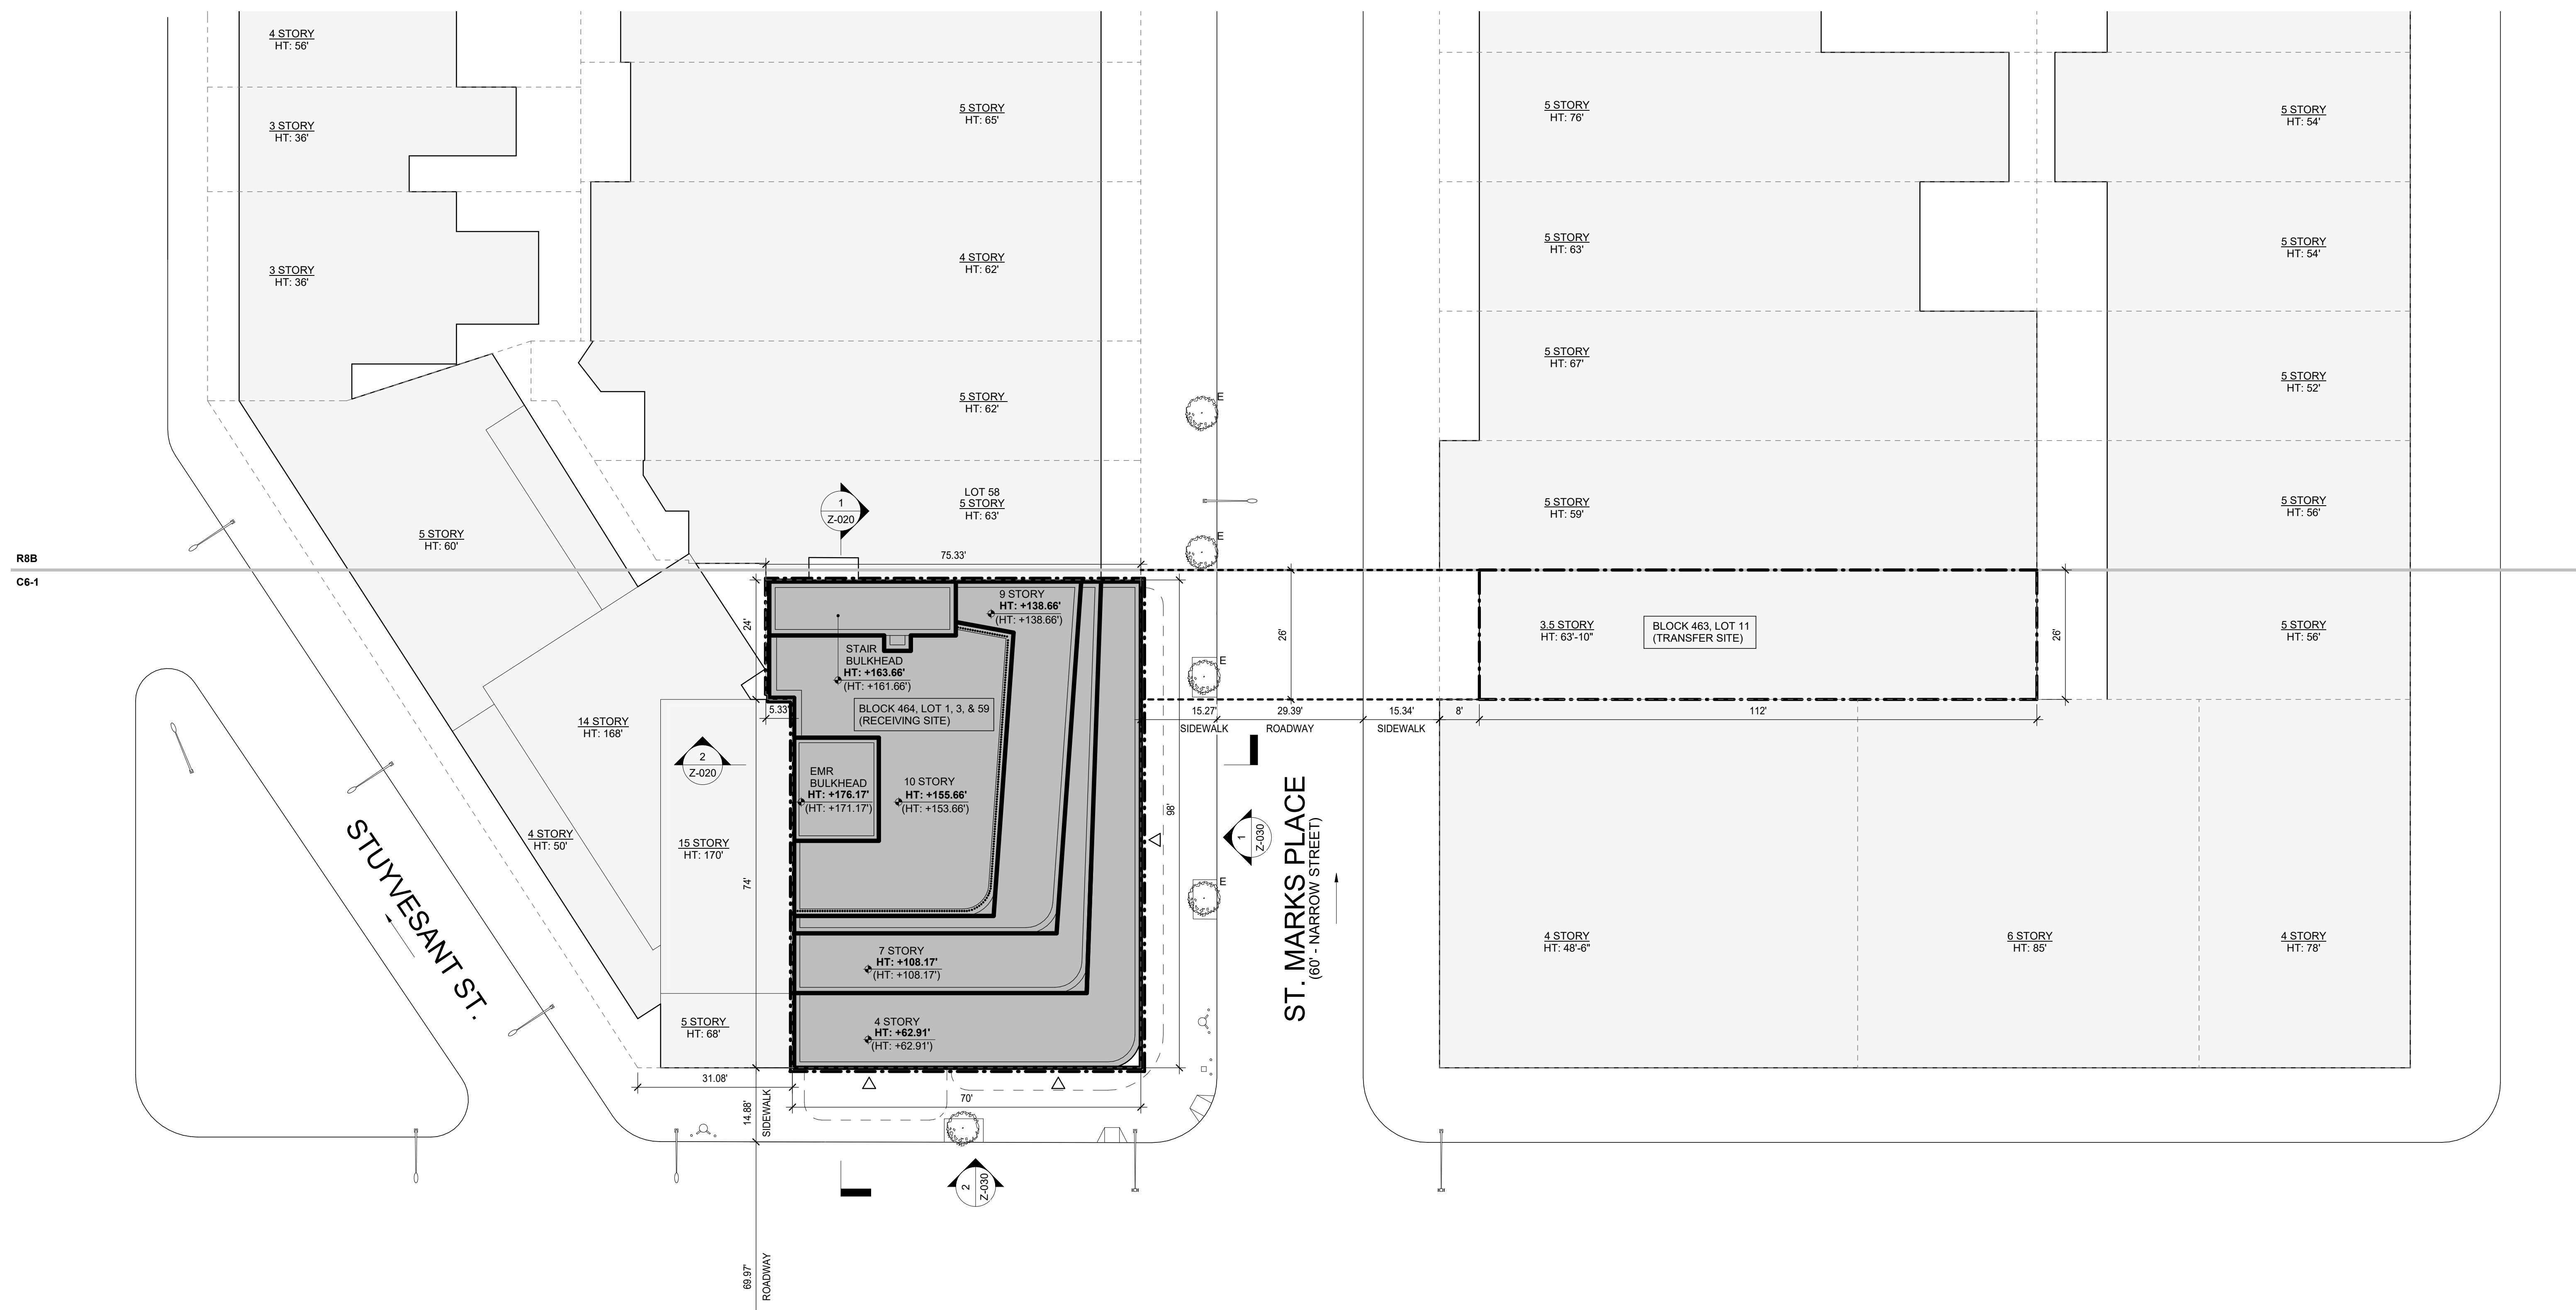 4 STORY
HT: 56'
3 STORY
HT: 36'
3 STORY
HT: 36'
5 STORY
HT: 65'
4 STORY
HT: 62'
5 STORY
HT: 62'
LOT 58
5 STORY
HT: 63'
5 STORY
HT: 76'
5 STORY
HT: 63'
5 STORY
HT: 67'
5 STORY
HT: 59'
5 STORY
HT: 54'
5 STORY
HT: 54'
5 STORY
HT: 52'
5 STORY
HT: 56'
E
E
E
E
1
Z-020
R8B
C6-1
5 STORY
HT: 60'
75.33'
24'
9 STORY
HT: +138.66'
(HT: +138.66')
STAIR
BULKHEAD
HT: +163.66'
(HT: +161.66')
BLOCK 464, LOT 1, 3, & 59
(RECEIVING SITE)
5.33'
26'
3.5 STORY
HT: 63'-10"
BLOCK 463, LOT 11
(TRANSFER SITE)
26'
5 STORY
HT: 56'
15.27'
SIDEWALK
29.39'
ROADWAY
15.34'
SIDEWALK
8'
112'
14 STORY
HT: 168'
2
Z-020
EMR
BULKHEAD
HT: +176.17'
(HT: +171.17')
10 STORY
HT: +155.66'
(HT: +153.66')
98'
1
Z-030
ST. MARKS PLACE
(60' - NARROW STREET)
4 STORY
HT: 50'
15 STORY
HT: 170'
74'
STUYVESANT ST.
7 STORY
HT: +108.17'
(HT: +108.17')
4 STORY
HT: +62.91'
(HT: +62.91')
5 STORY
HT: 68'
4 STORY
HT: 48'-6"
6 STORY
HT: 85'
4 STORY
HT: 78'
31.08'
70'
14.88'
SIDEWALK
2
Z-030
69.97'
ROADWAY